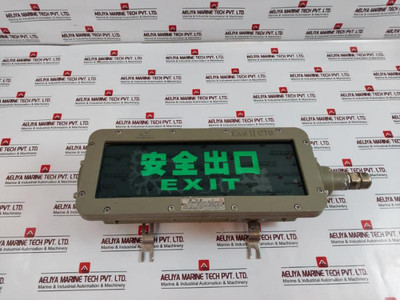 安全出口
EXIT
AELIYA MARINE TECH PVT. LTD.
Marine & Industrial Automation & Machinery